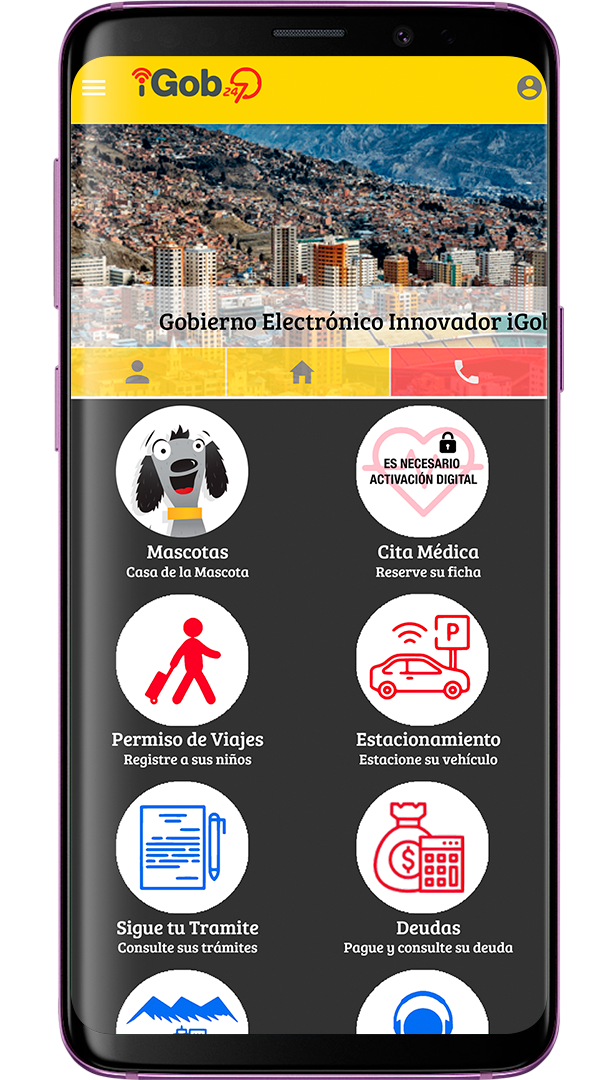 iGob 24/7
Gobierno Electrónico Innovador iGob
ES NECESARIO
ACTIVACIÓN DIGITAL
Mascotas
Casa de la Mascota
Cita Médica
Reserve su ficha
P
Permiso de Viajes
Registre a sus niños
Estacionamiento
Estacione su vehículo
$
Sigue tu Tramite
Consulte sus trámites
Deudas
Pague y consulte su deuda